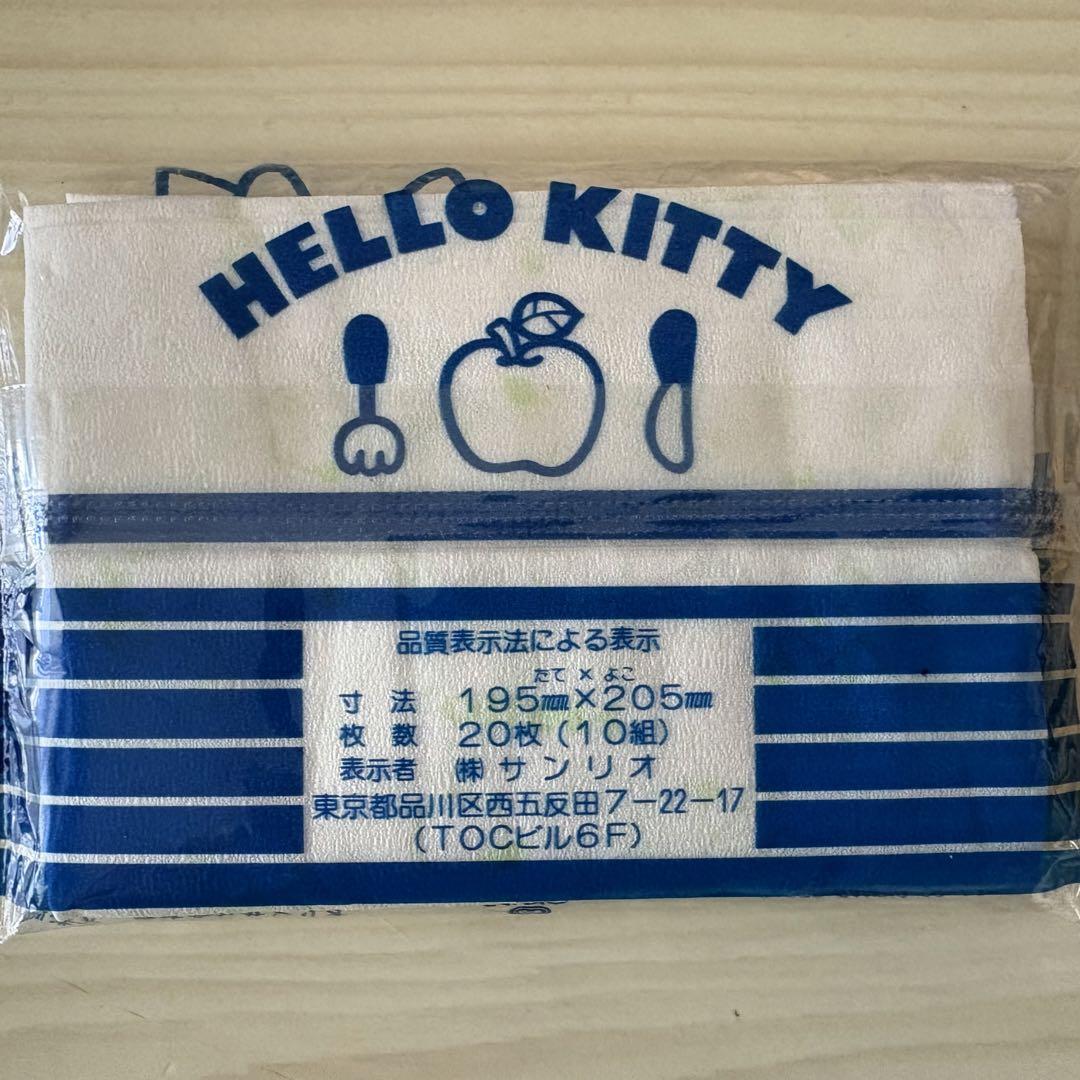 HELLO KITTY
品質表示法による表示
たて×よこ
寸法 195㎜×205㎜
枚数 20枚(10組)
表示者 ㈱サンリオ
東京都品川区西五反田7-22-17
(TOCビル6F)